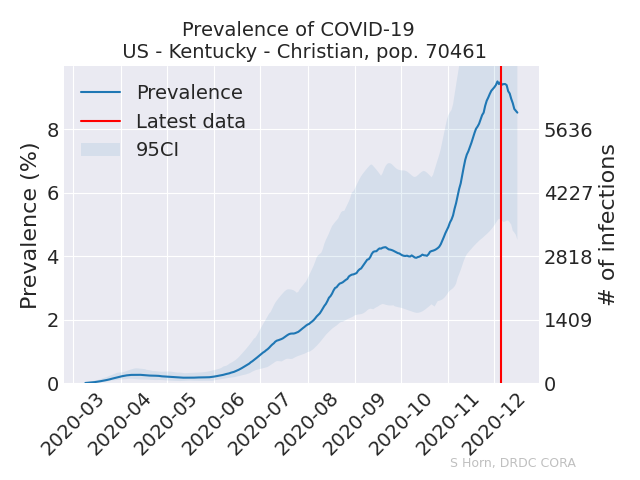 Prevalence of COVID-19
US - Kentucky - Christian, pop. 70461
Prevalence
Latest data
95CI
Prevalence (%)
8
6
4
2
0
5636
4227
2818
1409
0
# of infections
2020-03
2020-04
2020-05
2020-06
2020-07
2020-08
2020-09
2020-10
2020-11
2020-12
S Horn, DRDC CORA